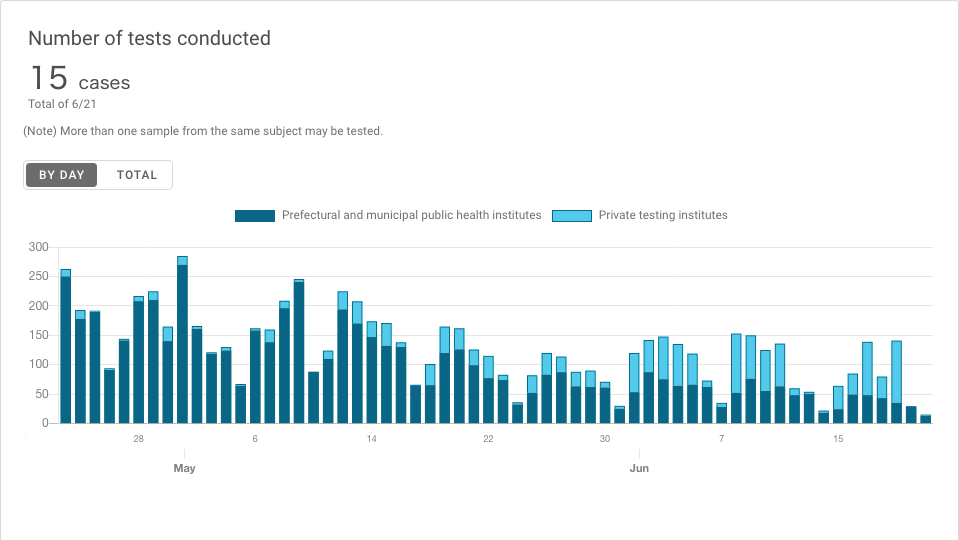 Number of tests conducted
15 cases
Total of 6/21
(Note) More than one sample from the same subject may be tested.
BY DAY TOTAL
Prefectural and municipal public health institutes Private testing institutes
300
250
200
150
100
50
0
28 6 14 22 30 7 15
May Jun